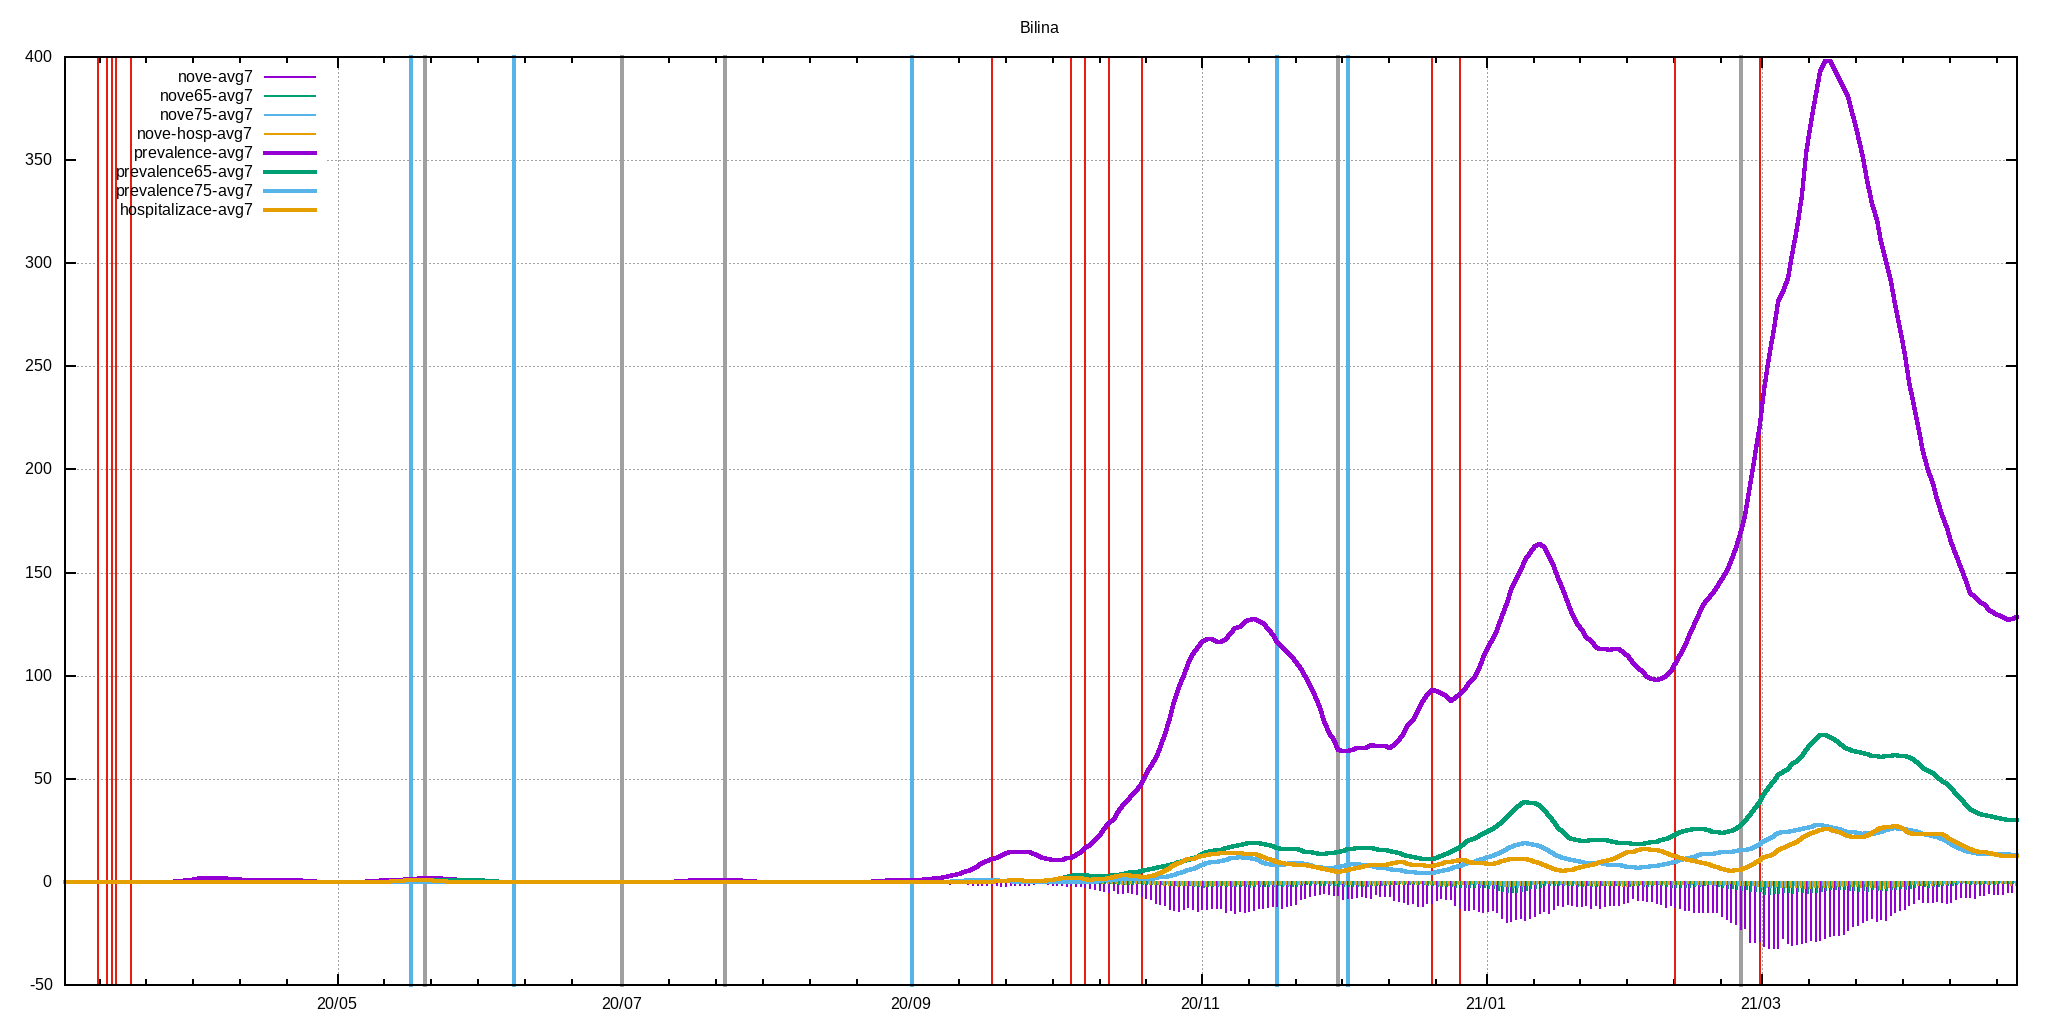 Bilina
400
350
300
250
200
150
100
50
0
-50
nove-avg7
nove65-avg7
nove75-avg7
nove-hosp-avg7
prevalence-avg7
prevalence65-avg7
prevalence75-avg7
hospitalizace-avg7
20/05 20/07 20/09 20/11 21/01 21/03